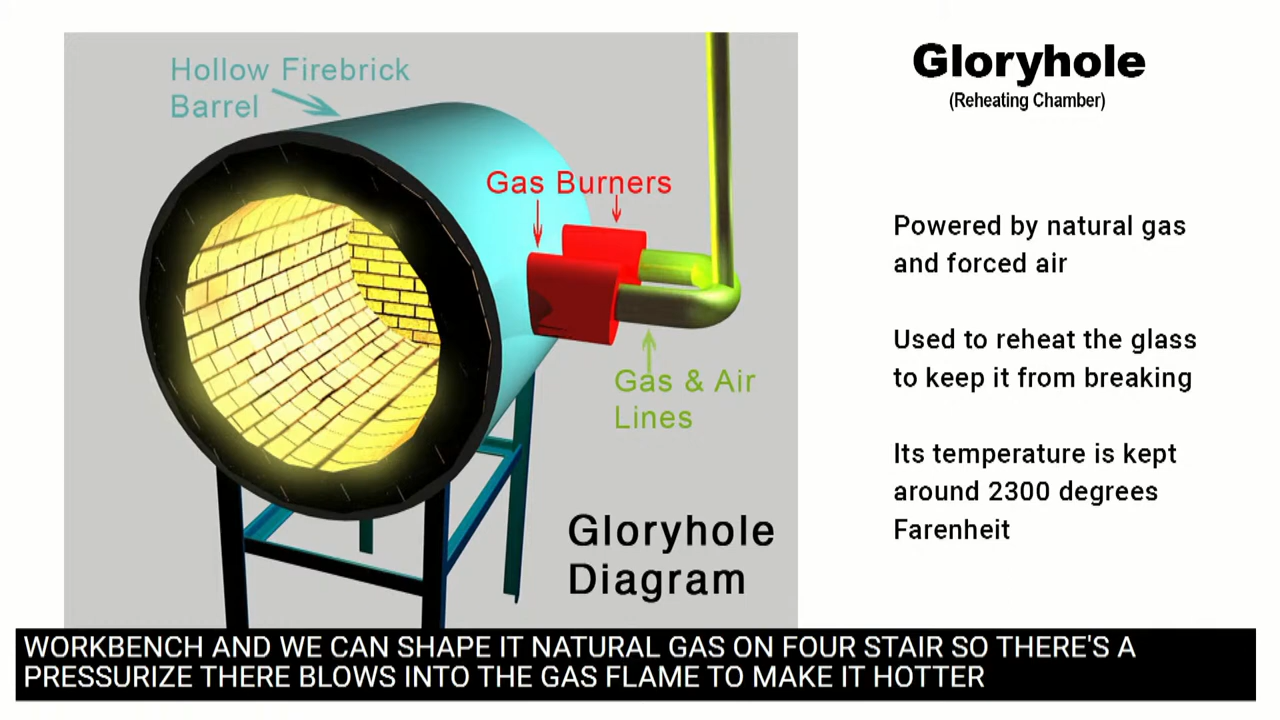 Gloryhole
(Reheating Chamber)
Hollow Firebrick
Barrel
Gas Burners
Gas & Air
Lines
Gloryhole
Diagram
Powered by natural gas
and forced air
Used to reheat the glass
to keep it from breaking
Its temperature is kept
around 2300 degrees
Farenheit
WORKBENCH AND WE CAN SHAPE IT NATURAL GAS ON FOUR STAIR SO THERE'S A
PRESSURIZE THERE BLOWS INTO THE GAS FLAME TO MAKE IT HOTTER